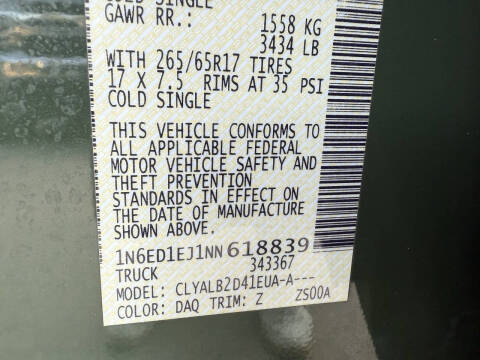 COLD SINGLE
GAWR RR.: 1558 KG
3434 LB
WITH 265/65R17 TIRES
17 X 7.5 RIMS AT 35 PSI
COLD SINGLE
THIS VEHICLE CONFORMS TO
ALL APPLICABLE FEDERAL
MOTOR VEHICLE SAFETY AND
THEFT PREVENTION
STANDARDS IN EFFECT ON
THE DATE OF MANUFACTURE
SHOWN ABOVE.
1N6ED1EJ1NN618839
TRUCK 343367
MODEL: CLYALB2D41EUA-A---
COLOR: DAQ TRIM: Z ZS00A